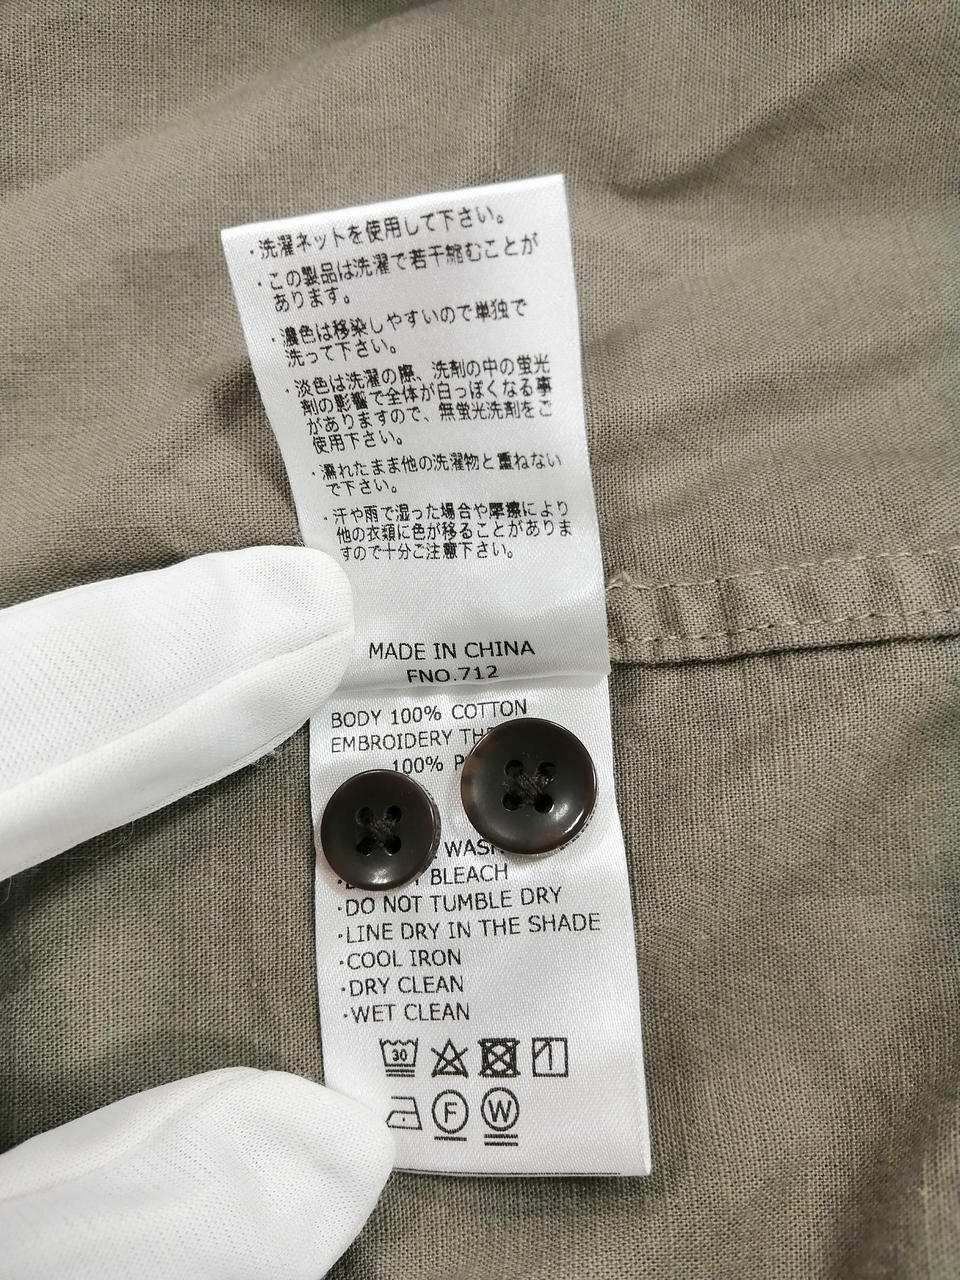 ・洗濯ネットを使用して下さい。
・この製品は洗濯で若干縮むことが
あります。
・濃色は移染しやすいので単独で
洗って下さい。
・淡色は洗濯の際、洗剤の中の蛍光
剤の影響で全体が白っぽくなる事
がありますので、無蛍光洗剤をご
使用下さい。
・濡れたまま他の洗濯物と重ねない
で下さい。
・汗や雨で湿った場合や摩擦により
他の衣類に色が移ることがありま
すので十分ご注意下さい。
MADE IN CHINA
FNO.712
BODY 100% COTTON
EMBROIDERY
100%
WASH
BLEACH
・DO NOT TUMBLE DRY
・LINE DRY IN THE SHADE
・COOL IRON
・DRY CLEAN
・WET CLEAN
30
F W